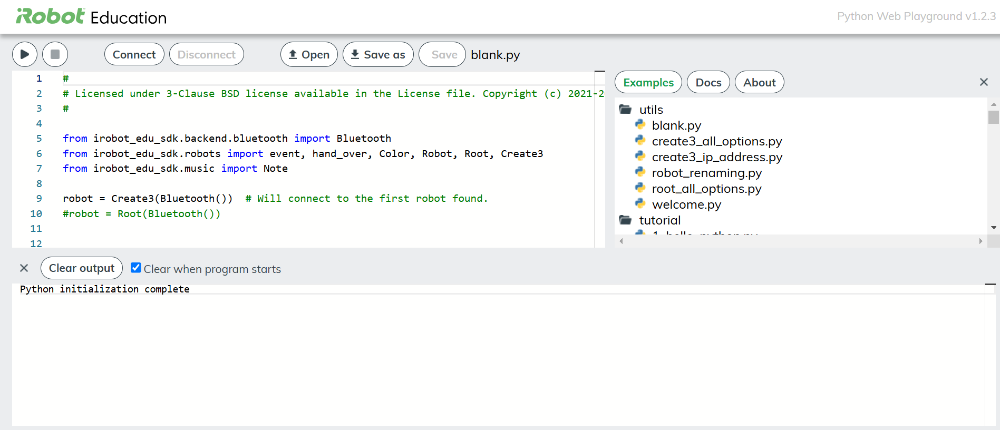 iRobot Education
Python Web Playground v1.2.3
Connect Disconnect Open Save as Save blank.py
1 #
2 # Licensed under 3-Clause BSD license available in the License file. Copyright (c) 2021-2
3 #
4
5 from irobot_edu_sdk.backend.bluetooth import Bluetooth
6 from irobot_edu_sdk.robots import event, hand_over, Color, Robot, Root, Create3
7 from irobot_edu_sdk.music import Note
8
9 robot = Create3(Bluetooth())  # Will connect to the first robot found.
10 #robot = Root(Bluetooth())
11
12
Examples Docs About
utils
blank.py
create3_all_options.py
create3_ip_address.py
robot_renaming.py
root_all_options.py
welcome.py
tutorial
Clear output Clear when program starts
Python initialization complete